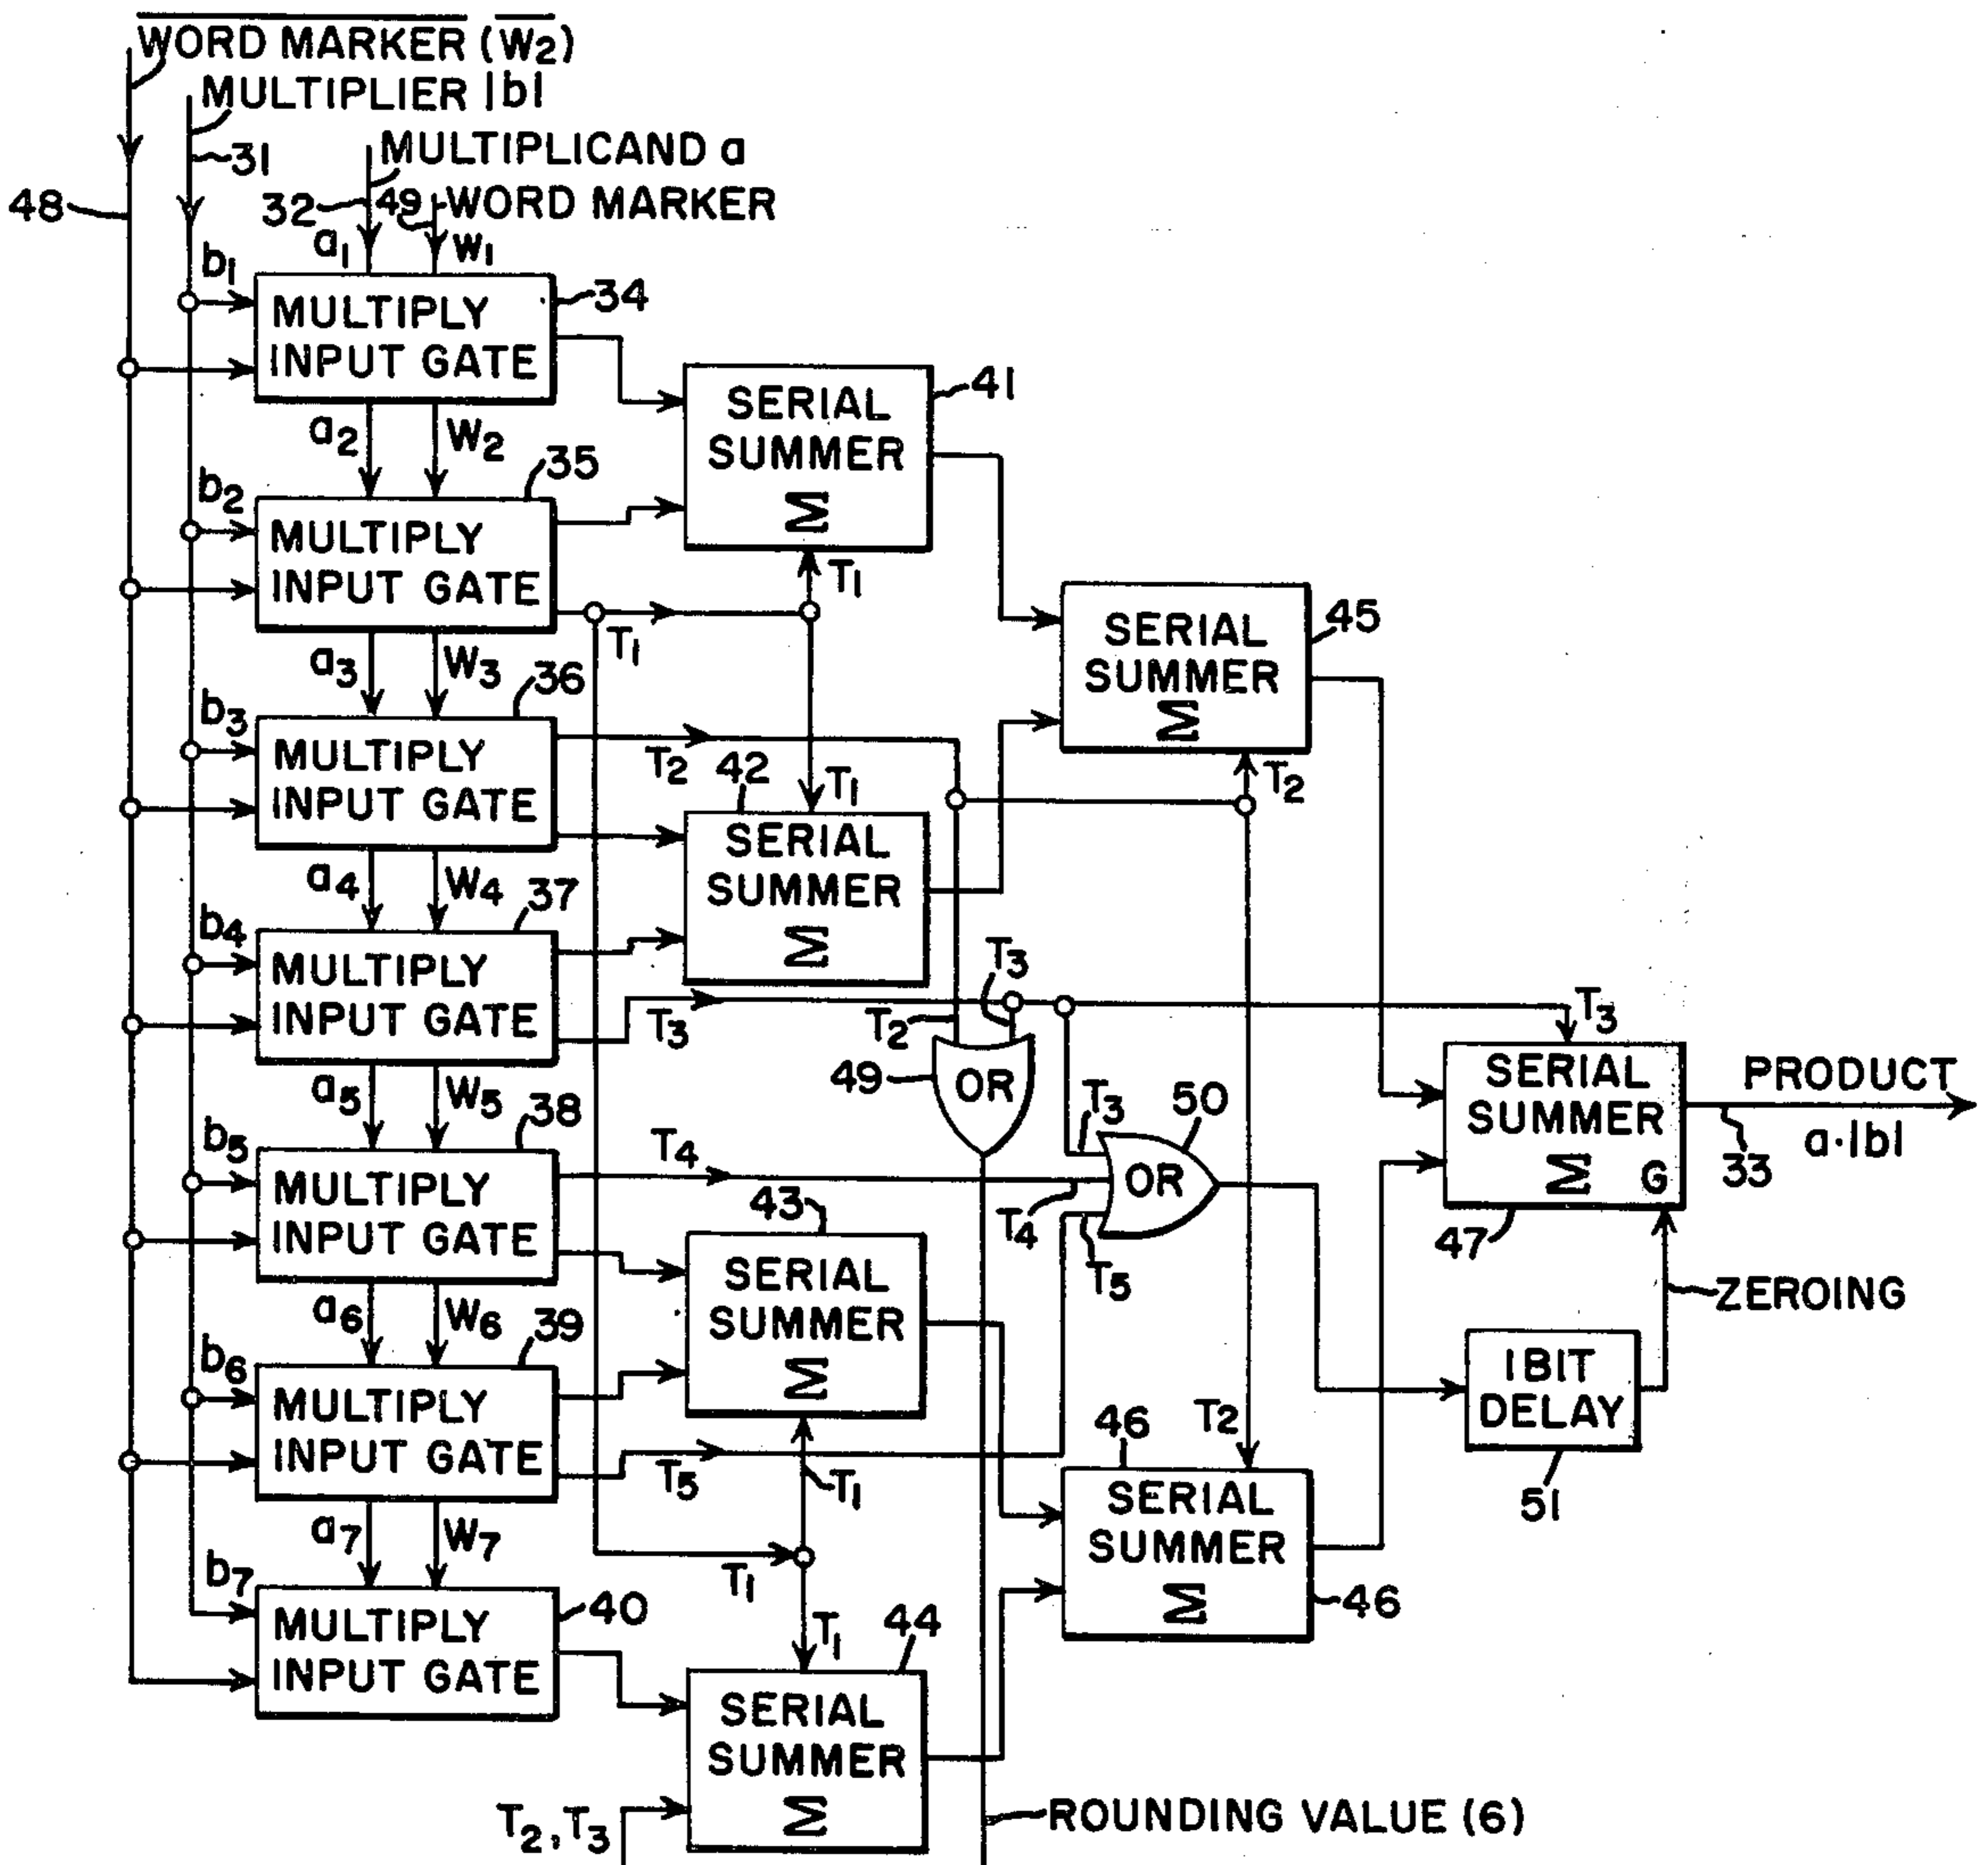 WORD MARKER (W2)
MULTIPLIER |b|
31
MULTIPLICAND a
48
32
49
WORD MARKER
a1
W1
b1
MULTIPLY
INPUT GATE
34
SERIAL
SUMMER
Σ
41
a2
W2
35
b2
MULTIPLY
INPUT GATE
T1
T1
SERIAL
SUMMER
Σ
45
a3
W3
36
b3
MULTIPLY
INPUT GATE
T2
42
T1
T2
SERIAL
SUMMER
Σ
a4
W4
37
b4
MULTIPLY
INPUT GATE
T3
T2
T3
T3
49
OR
SERIAL
SUMMER
Σ G
PRODUCT
a·|b|
33
47
a5
W5
38
b5
MULTIPLY
INPUT GATE
T4
T3
50
OR
T4
T5
43
SERIAL
SUMMER
Σ
ZEROING
a6
W6
39
b6
MULTIPLY
INPUT GATE
T5
T1
1BIT
DELAY
51
46
T2
SERIAL
SUMMER
Σ
46
a7
W7
b7
MULTIPLY
INPUT GATE
40
T1
T1
44
SERIAL
SUMMER
Σ
T2, T3
ROUNDING VALUE (6)